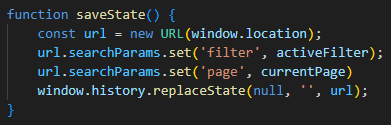 function saveState() {
    const url = new URL(window.location);
    url.searchParams.set('filter', activeFilter);
    url.searchParams.set('page', currentPage)
    window.history.replaceState(null, '', url);
}